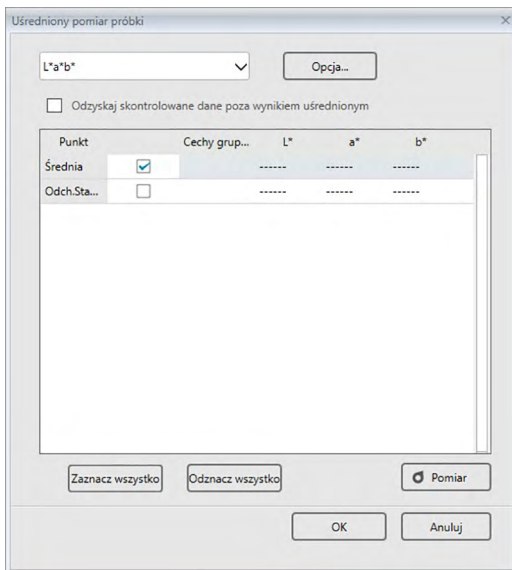 Uśredniony pomiar próbki
L*a*b*
Opcja...
Odzyskaj skontrolowane dane poza wynikiem uśrednionym
Punkt Cechy grup... L* a* b*
Średnia ------ ------ ------
Odch.Sta... ------ ------ ------
Zaznacz wszystko Odznacz wszystko Pomiar
OK Anuluj